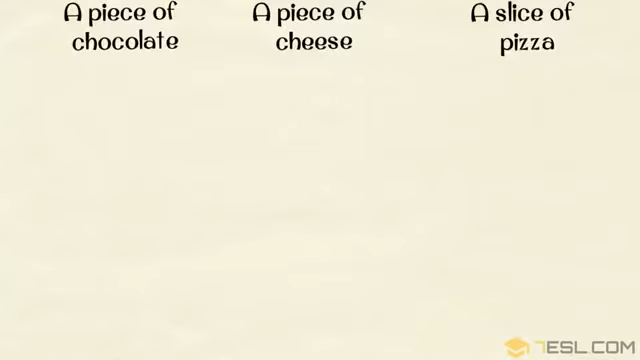 A piece of chocolate
A piece of cheese
A slice of pizza
7ESL.COM